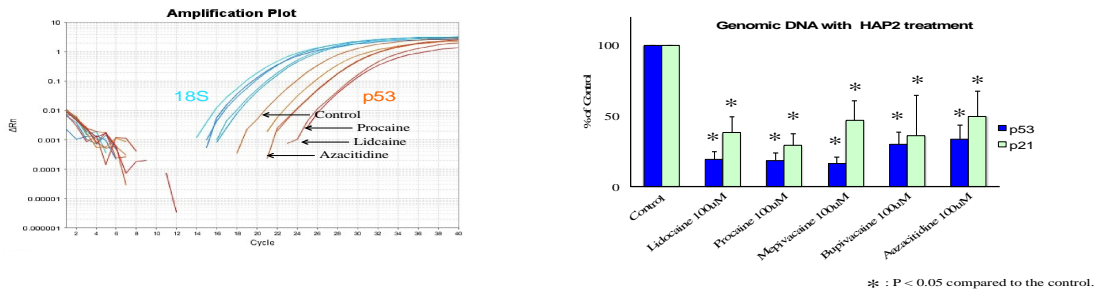 Amplification Plot
10
1
0.1
0.01
0.001
0.0001
0.00001
0.000001
ΔRn
18S
p53
Control
Procaine
Lidcaine
Azacitidine
2 4 6 8 10 12 14 16 18 20 22 24 26 28 30 32 34 36 38 40
Cycle
Genomic DNA with HAP2 treatment
% of Control
100
50
0
* * * * * * * * * *
p53
p21
Control
Lidocaine 100uM
Procaine 100uM
Mepivacaine 100uM
Bupivacaine 100uM
Aazacitidine 100uM
* : P < 0.05 compared to the control.